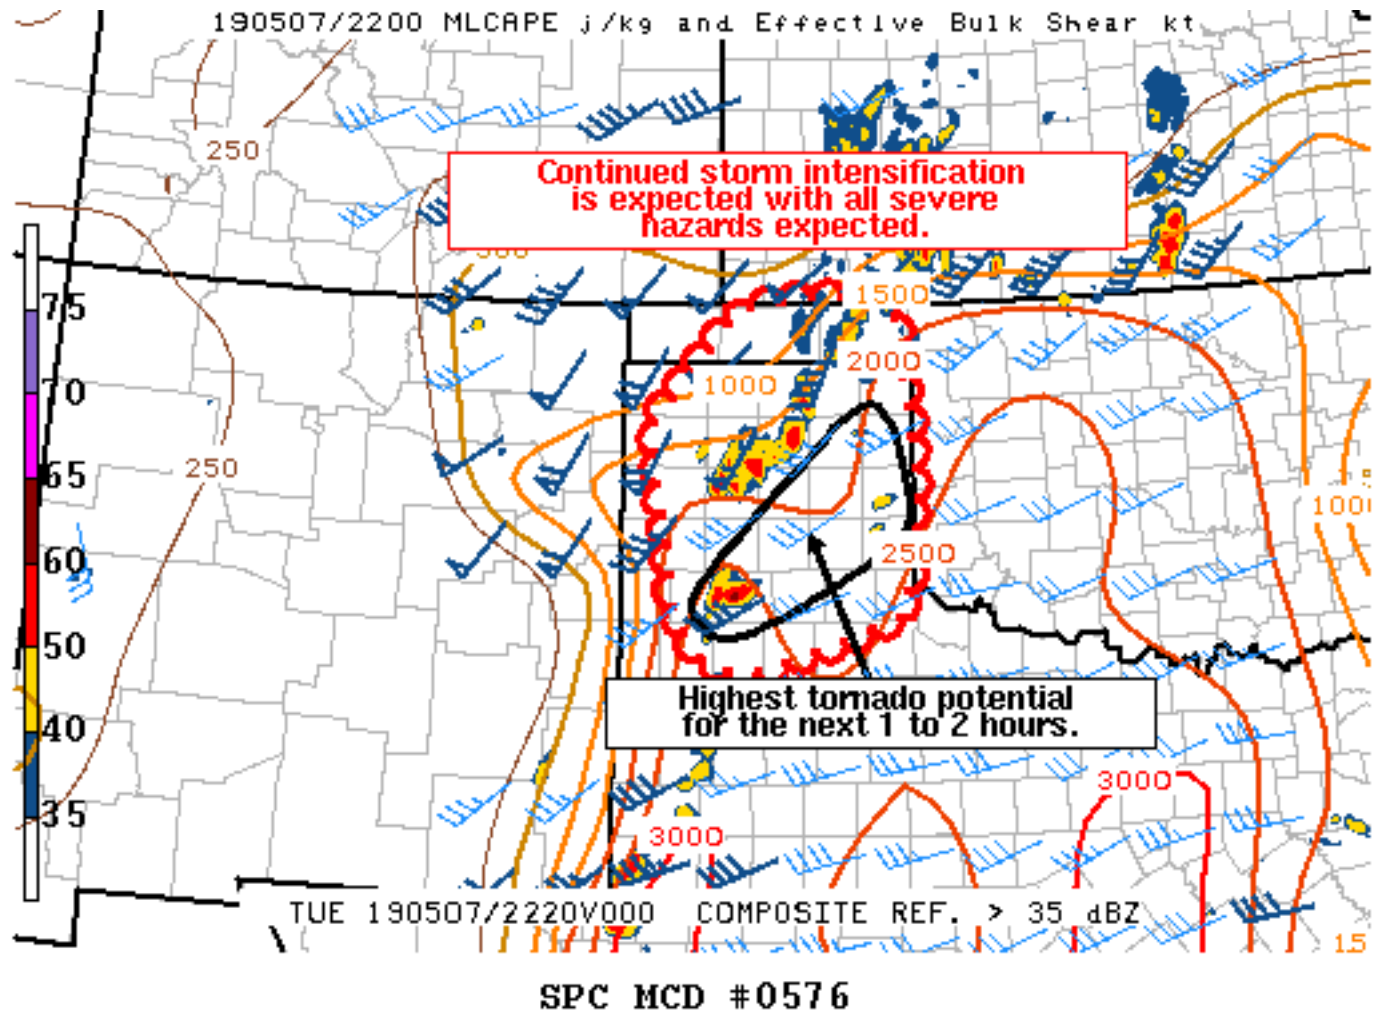 190507/2200 MLCAPE j/kg and Effective Bulk Shear kt
250
Continued storm intensification
is expected with all severe
hazards expected.
500
1500
75
2000
1000
70
250
65
1000
2500
60
50
Highest tornado potential
for the next 1 to 2 hours.
40
3000
35
3000
TUE 190507/2220V000 COMPOSITE REF. > 35 dBZ
15
SPC MCD #0576